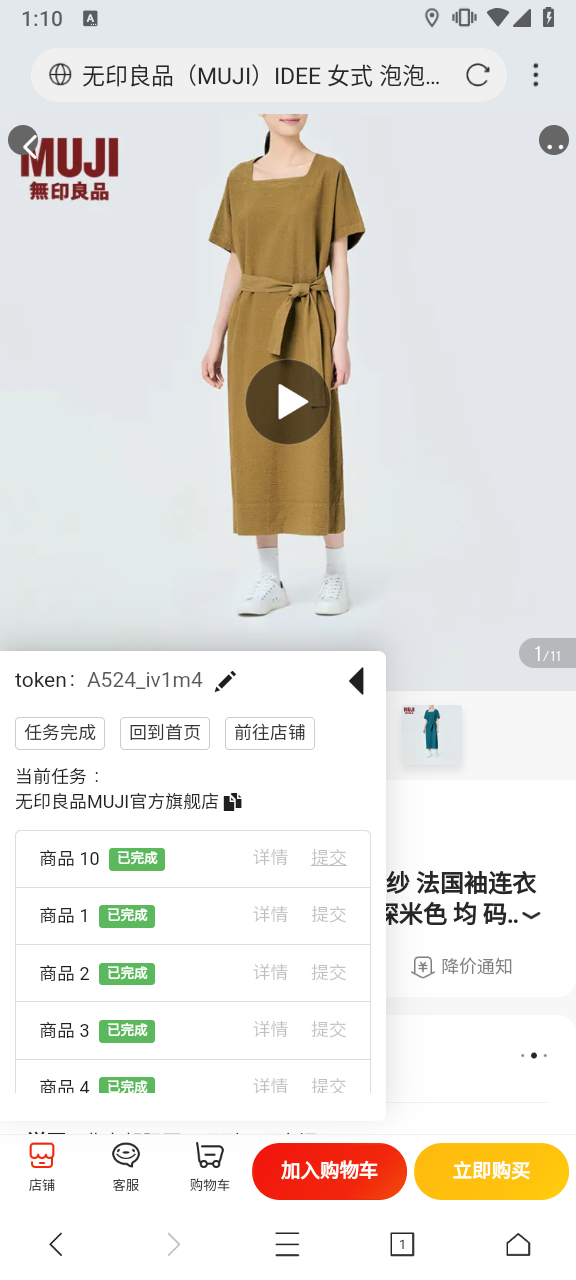 1:10
A
无印良品（MUJI）IDEE 女式 泡泡...
MUJI
無印良品
1/11
token： A524_iv1m4
任务完成
回到首页
前往店铺
MUJI
当前任务：
无印良品MUJI官方旗舰店
商品 10 已完成 详情 提交
商品 1 已完成 详情 提交
商品 2 已完成 详情 提交
商品 3 已完成 详情 提交
商品 4 已完成 详情 提交
纱 法国袖连衣
深米色 均 码..
降价通知
店铺
客服
购物车
加入购物车
立即购买
1